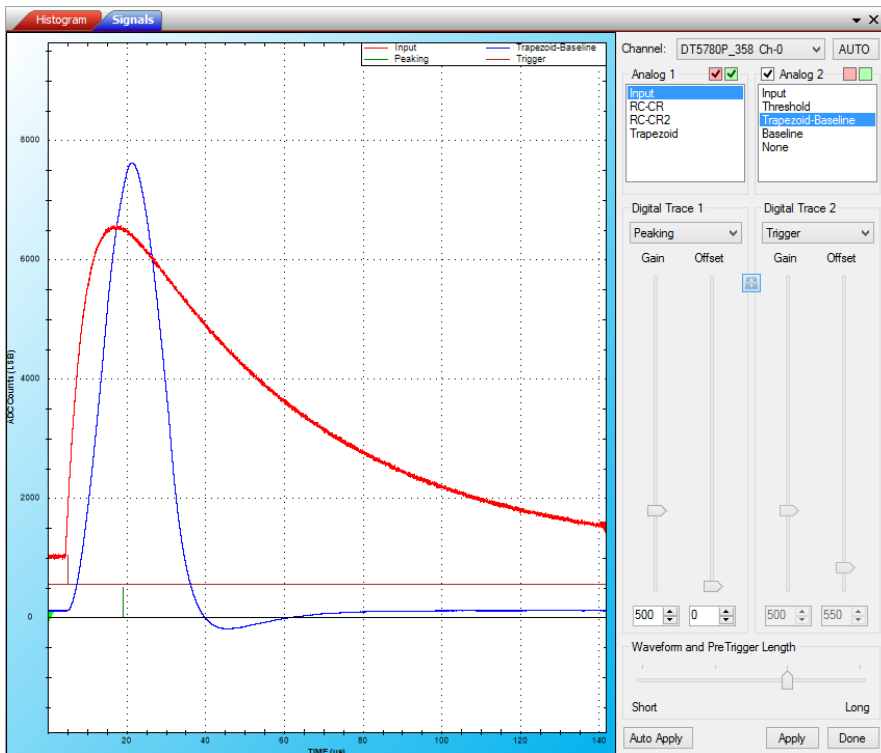 Histogram Signals
Input Trapezoid-Baseline
Peaking Trigger
8000
6000
4000
2000
0
ADC Counts (LSB)
20 40 60 80 100 120 140
TIME (us)
Channel: DT5780P_358 Ch-0 AUTO
Analog 1
Input
RC-CR
RC-CR2
Trapezoid
Analog 2
Input
Threshold
Trapezoid-Baseline
Baseline
None
Digital Trace 1 Digital Trace 2
Peaking Trigger
Gain Offset Gain Offset
500 0 500 550
Waveform and PreTrigger Length
Short Long
Auto Apply Apply Done